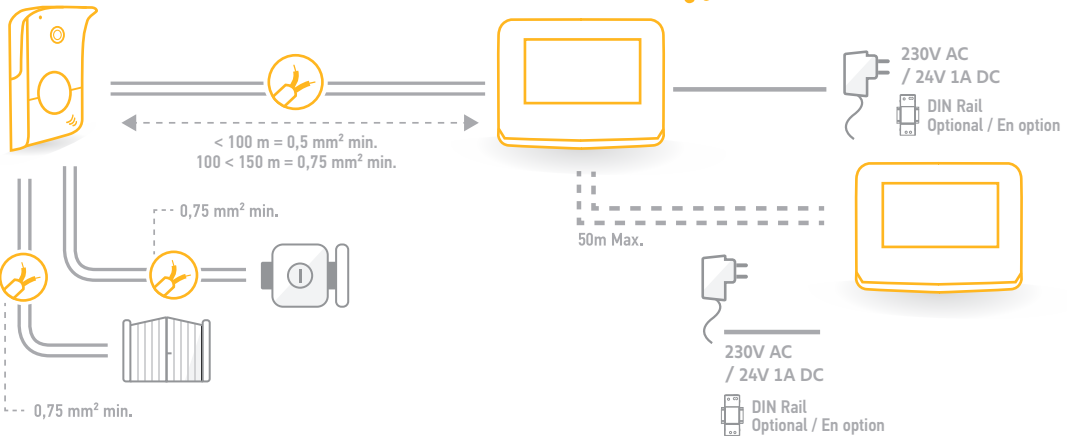 230V AC
/ 24V 1A DC
DIN Rail
Optional / En option
< 100 m = 0,5 mm² min.
100 < 150 m = 0,75 mm² min.
0,75 mm² min.
50m Max.
230V AC
/ 24V 1A DC
0,75 mm² min.
DIN Rail
Optional / En option